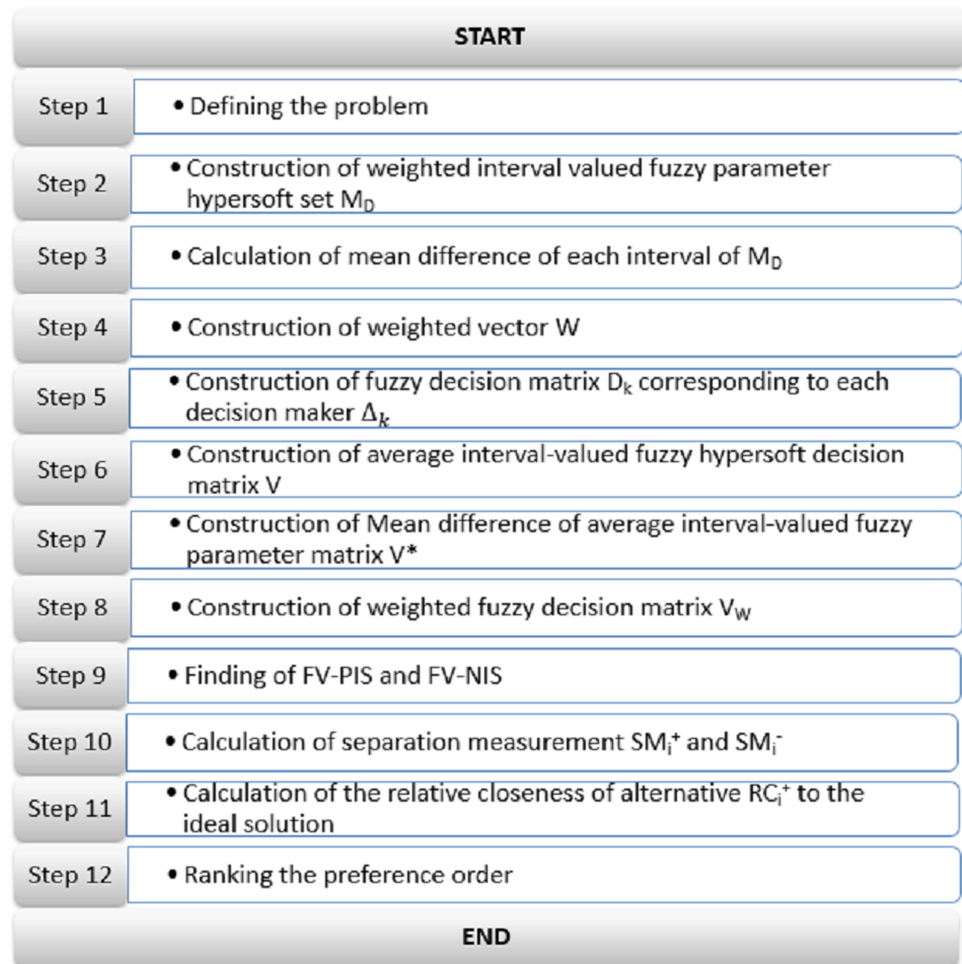 START
Step 1
• Defining the problem
Step 2
• Construction of weighted interval valued fuzzy parameter
hypersoft set M_D
Step 3
• Calculation of mean difference of each interval of M_D
Step 4
• Construction of weighted vector W
Step 5
• Construction of fuzzy decision matrix D_k corresponding to each
decision maker Δ_k
Step 6
• Construction of average interval-valued fuzzy hypersoft decision
matrix V
Step 7
• Construction of Mean difference of average interval-valued fuzzy
parameter matrix V*
Step 8
• Construction of weighted fuzzy decision matrix V_W
Step 9
• Finding of FV-PIS and FV-NIS
Step 10
• Calculation of separation measurement SM_i^+ and SM_i^-
Step 11
• Calculation of the relative closeness of alternative RC_i^+ to the
ideal solution
Step 12
• Ranking the preference order
END